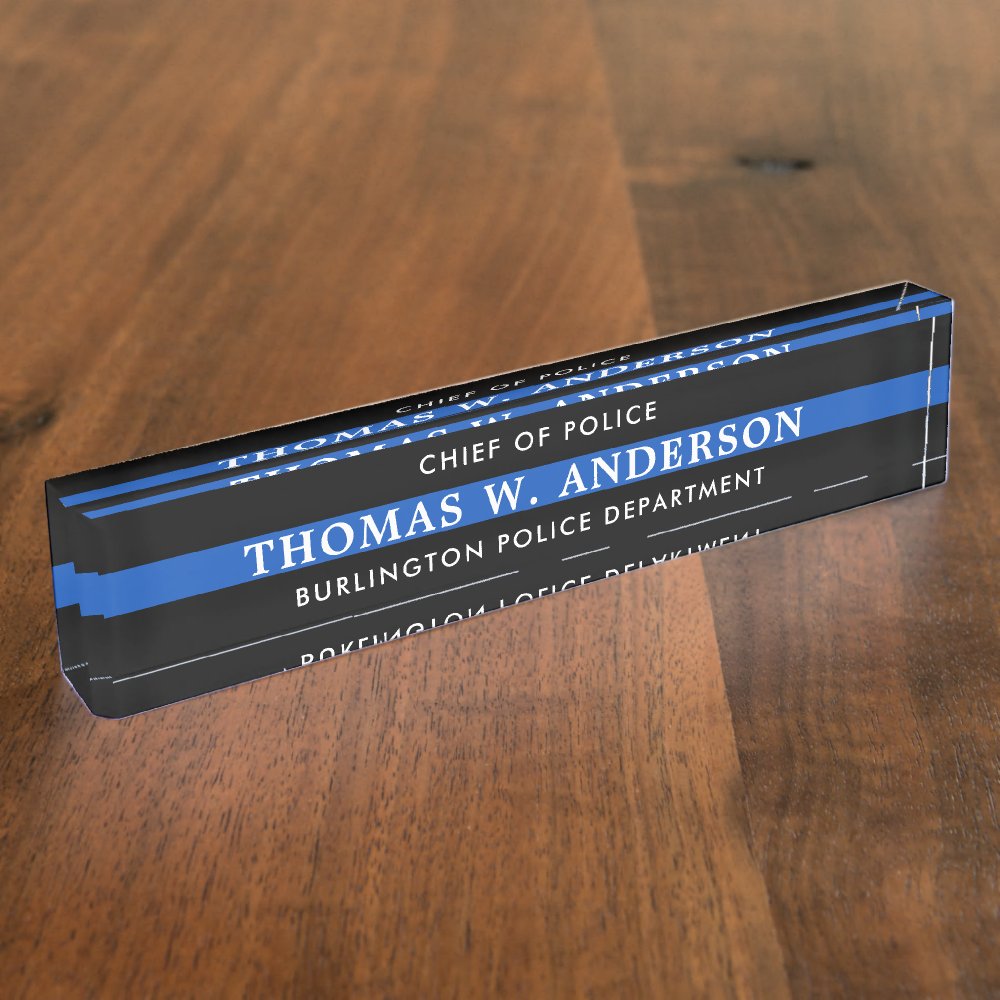 CHIEF OF POLICE
THOMAS W. ANDERSON
BURLINGTON POLICE DEPARTMENT